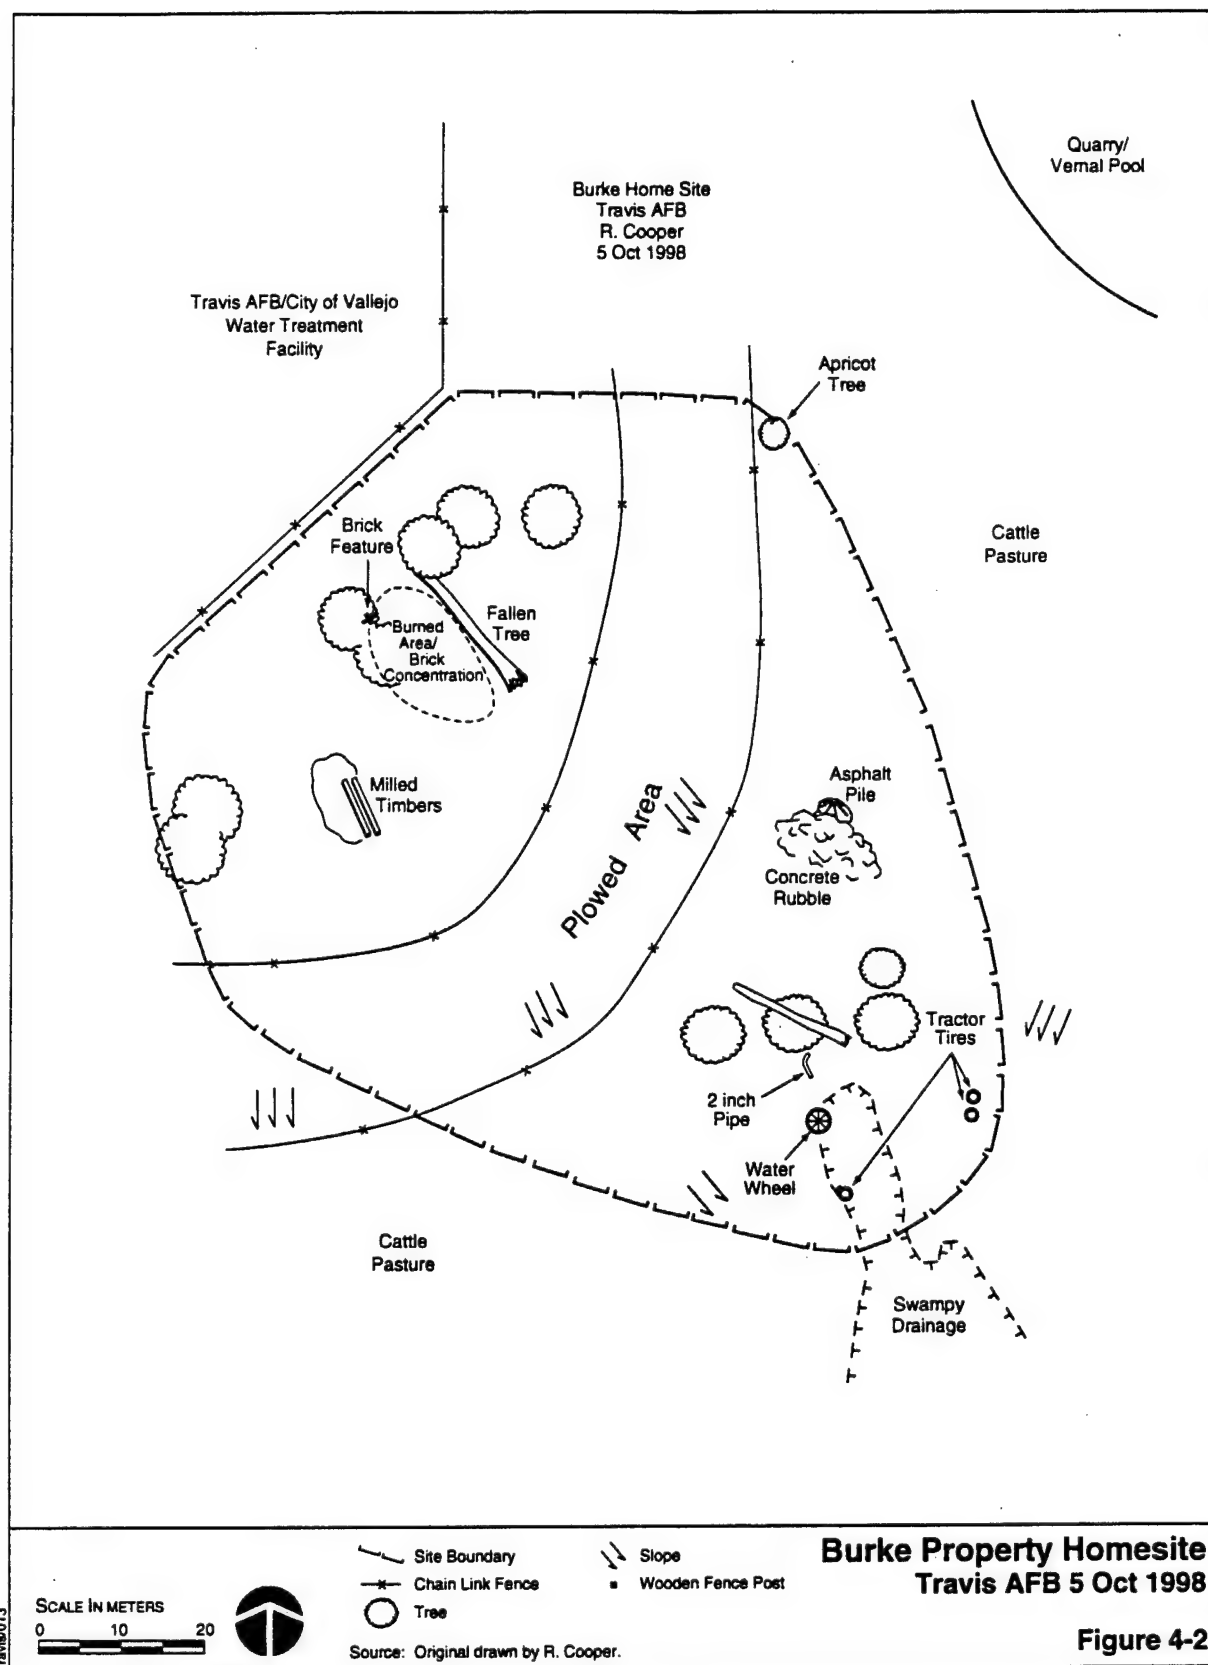 Quarry/
Vernal Pool
Burke Home Site
Travis AFB
R. Cooper
5 Oct 1998
Travis AFB/City of Vallejo
Water Treatment
Facility
Apricot
Tree
Cattle
Pasture
Brick
Feature
Fallen
Tree
Burned
Area/
Brick
Concentration
Milled
Timbers
Plowed Area
Asphalt
Pile
Concrete
Rubble
Tractor
Tires
2 inch
Pipe
Water
Wheel
Cattle
Pasture
Swampy
Drainage
Site Boundary
Chain Link Fence
Tree
Slope
Wooden Fence Post
Source: Original drawn by R. Cooper.
SCALE IN METERS
0 10 20
Burke Property Homesite
Travis AFB 5 Oct 1998
Figure 4-2